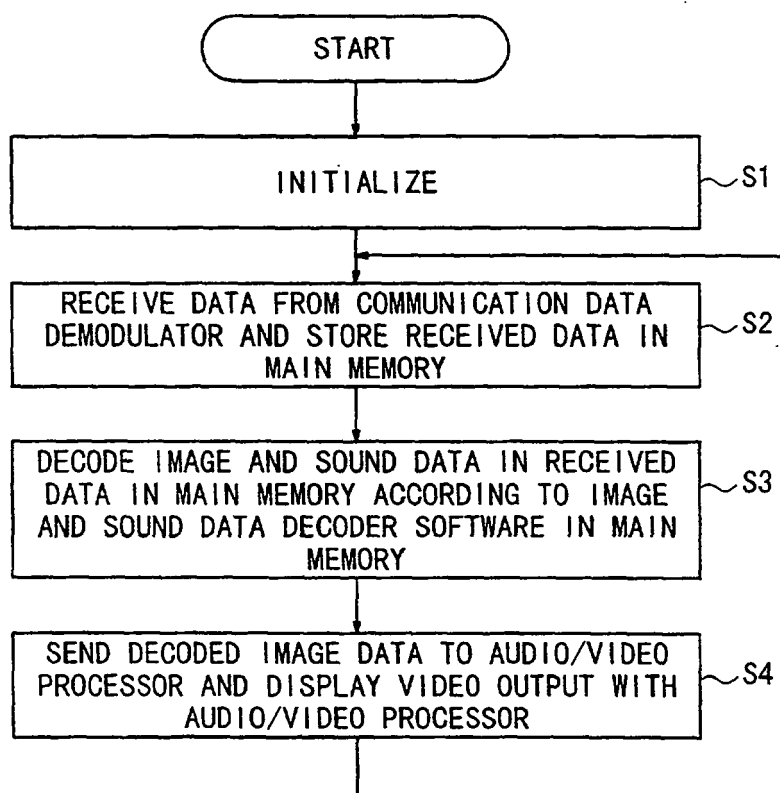 START
INITIALIZE
S1
RECEIVE DATA FROM COMMUNICATION DATA
DEMODULATOR AND STORE RECEIVED DATA IN
MAIN MEMORY
S2
DECODE IMAGE AND SOUND DATA IN RECEIVED
DATA IN MAIN MEMORY ACCORDING TO IMAGE
AND SOUND DATA DECODER SOFTWARE IN MAIN
MEMORY
S3
SEND DECODED IMAGE DATA TO AUDIO/VIDEO
PROCESSOR AND DISPLAY VIDEO OUTPUT WITH
AUDIO/VIDEO PROCESSOR
S4